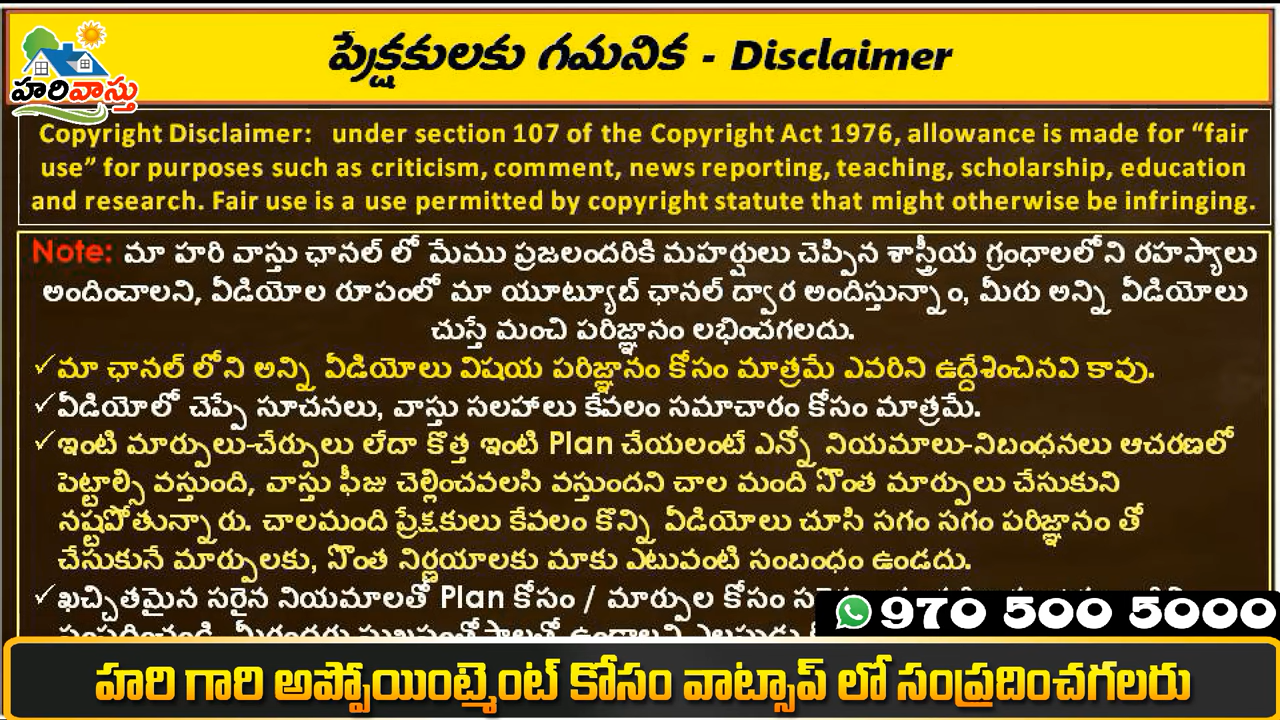 హరివాస్తు
ప్రేక్షకులకు గమనిక - Disclaimer
Copyright Disclaimer: under section 107 of the Copyright Act 1976, allowance is made for “fair
use” for purposes such as criticism, comment, news reporting, teaching, scholarship, education
and research. Fair use is a use permitted by copyright statute that might otherwise be infringing.
Note: మా హరి వాస్తు ఛానల్ లో మేము ప్రజలందరికి మహర్షులు చెప్పిన శాస్త్రీయ గ్రంధాలలోని రహస్యాలు
అందించాలని, వీడియోల రూపంలో మా యూట్యూబ్ ఛానల్ ద్వార అందిస్తున్నాం, మీరు అన్ని వీడియోలు
చుస్తే మంచి పరిజ్ఞానం లభించగలదు.
✓మా ఛానల్ లోని అన్ని వీడియోలు విషయ పరిజ్ఞానం కోసం మాత్రమే ఎవరిని ఉద్దేశించినవి కావు.
✓వీడియోలో చెప్పే సూచనలు, వాస్తు సలహాలు కేవలం సమాచారం కోసం మాత్రమే.
✓ఇంటి మార్పులు-చేర్పులు లేదా కొత్త ఇంటి Plan చేయలంటే ఎన్నో నియమాలు-నిబంధనలు ఆచరణలో
పెట్టాల్సి వస్తుంది, వాస్తు ఫీజు చెల్లించవలసి వస్తుందని చాల మంది సొంత మార్పులు చేసుకుని
నష్టపోతున్నారు. చాలమంది ప్రేక్షకులు కేవలం కొన్ని వీడియోలు చూసి సగం సగం పరిజ్ఞానం తో
చేసుకునే మార్పులకు, సొంత నిర్ణయాలకు మాకు ఎటువంటి సంబంధం ఉండదు.
✓ఖచ్చితమైన సరైన నియమాలతో Plan కోసం / మార్పుల కోసం
970 500 5000
హరి గారి అప్పోయింట్మెంట్ కోసం వాట్సాప్ లో సంప్రదించగలరు